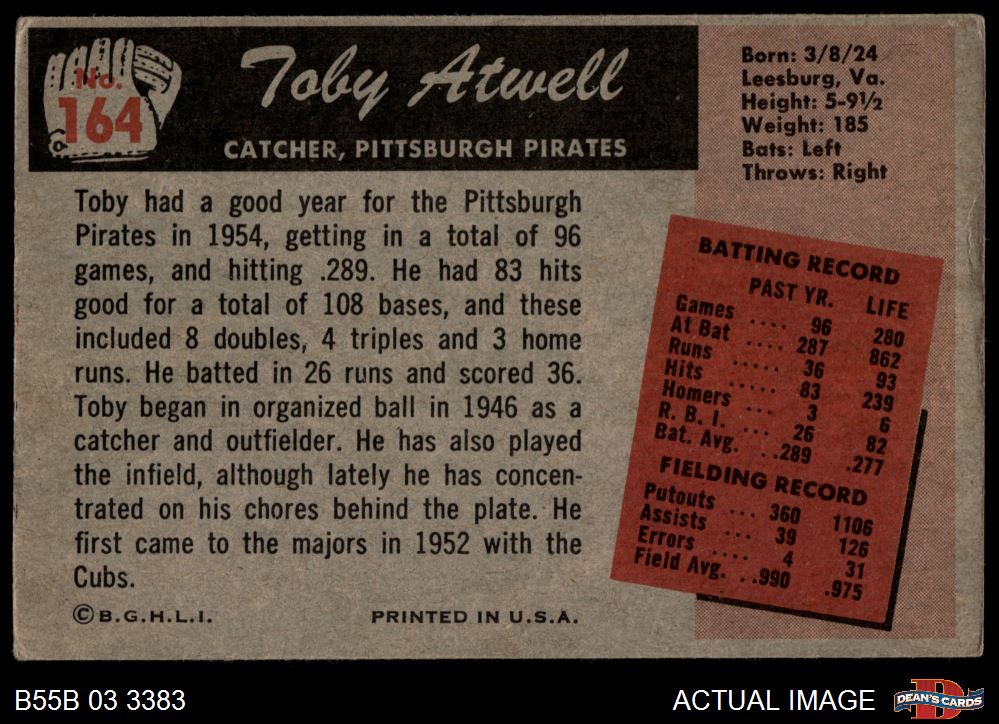 No.
164
Toby Atwell
CATCHER, PITTSBURGH PIRATES
Born: 3/8/24
Leesburg, Va.
Height: 5-9½
Weight: 185
Bats: Left
Throws: Right
Toby had a good year for the Pittsburgh
Pirates in 1954, getting in a total of 96
games, and hitting .289. He had 83 hits
good for a total of 108 bases, and these
included 8 doubles, 4 triples and 3 home
runs. He batted in 26 runs and scored 36.
Toby began in organized ball in 1946 as a
catcher and outfielder. He has also played
the infield, although lately he has concen-
trated on his chores behind the plate. He
first came to the majors in 1952 with the
Cubs.
©B.G.H.L.I. PRINTED IN U.S.A.
BATTING RECORD
PAST YR. LIFE
Games .... 96 280
At Bat .... 287 862
Runs ..... 36 93
Hits ..... 83 239
Homers .... 3 6
R. B. I. ... 26 82
Bat. Avg. ..289 .277
FIELDING RECORD
Putouts ... 360 1106
Assists ... 39 126
Errors .... 4 31
Field Avg. ..990 .975
B55B 03 3383
ACTUAL IMAGE
D
DEAN'S CARDS